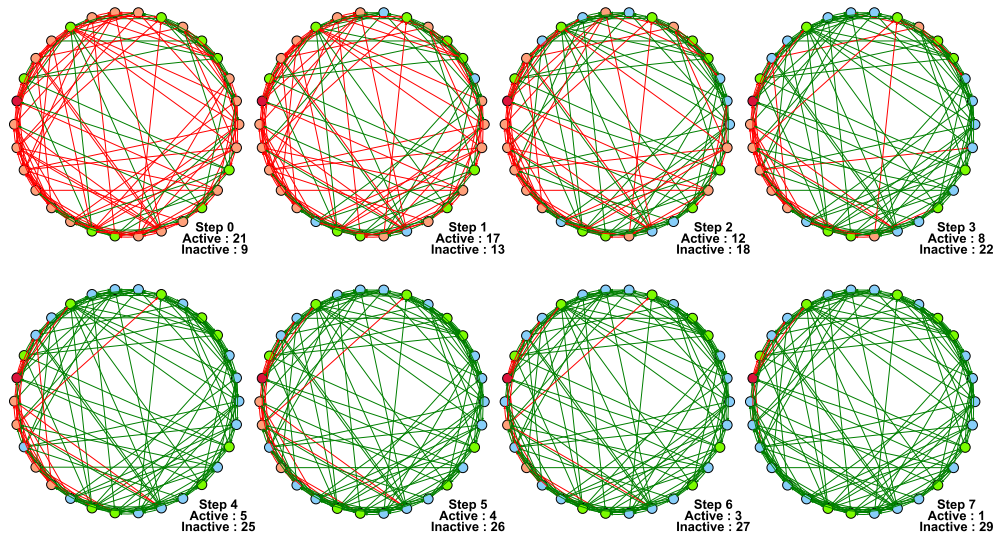 Step 0
Active : 21
Inactive : 9
Step 1
Active : 17
Inactive : 13
Step 2
Active : 12
Inactive : 18
Step 3
Active : 8
Inactive : 22
Step 4
Active : 5
Inactive : 25
Step 5
Active : 4
Inactive : 26
Step 6
Active : 3
Inactive : 27
Step 7
Active : 1
Inactive : 29